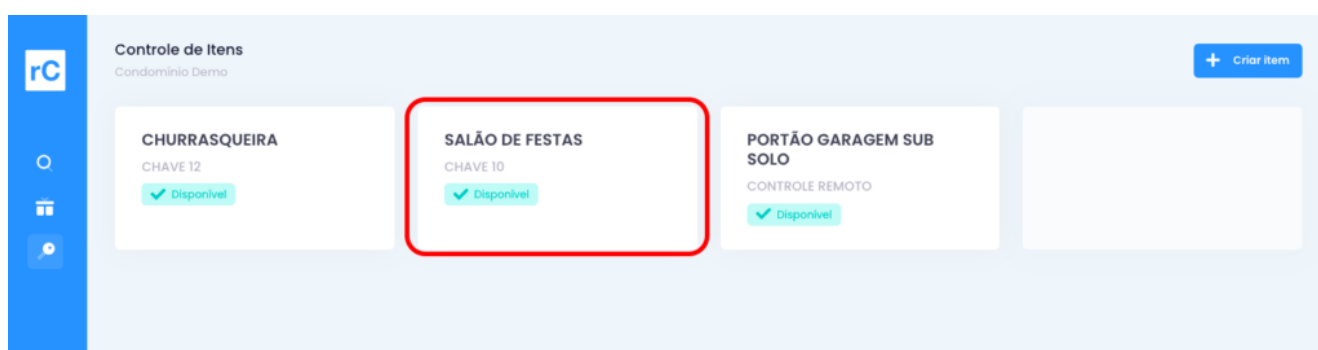 rC
Controle de Itens
Condomínio Demo
Criar item
CHURRASQUEIRA
CHAVE 12
Disponível
SALÃO DE FESTAS
CHAVE 10
Disponível
PORTÃO GARAGEM SUB
SOLO
CONTROLE REMOTO
Disponível